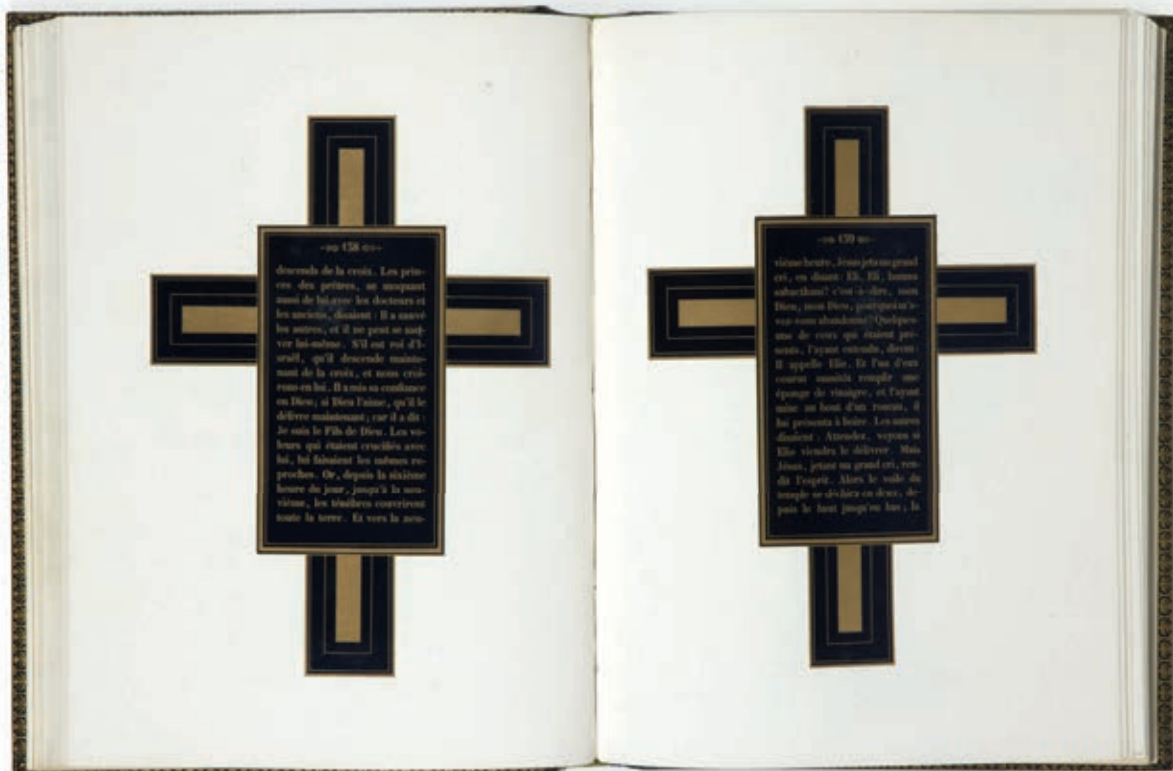 138
descends de la croix. Les prin-
ces des prêtres, se moquant
aussi de lui avec les docteurs et
les anciens, disaient : Il a sauvé
les autres, et il ne peut se sau-
ver lui-même. S'il est roi d'I-
sraël, qu'il descende mainte-
nant de la croix, et nous croi-
rons en lui. Il a mis sa confiance
en Dieu; si Dieu l'aime, qu'il le
délivre maintenant; car il a dit :
Je suis le Fils de Dieu. Les vo-
leurs qui étaient crucifiés avec
lui, lui faisaient les mêmes re-
proches. Or, depuis la sixième
heure du jour, jusqu'à la neu-
vième, les ténèbres couvrirent
toute la terre. Et vers la neu-
139
vième heure, Jésus jeta un grand
cri, en disant: Eli, Eli, lamma
sabacthani? c'est-à-dire, mon
Dieu, mon Dieu, pourquoi m'a-
vez-vous abandonné? Quelques-
uns de ceux qui étaient pré-
sents, l'ayant entendu, dirent :
Il appelle Elie. Et l'un d'eux
courut aussitôt remplir une
éponge de vinaigre, et l'ayant
mise au bout d'un roseau, il
lui présenta à boire. Les autres
disaient : Attendez, voyons si
Elie viendra le délivrer. Mais
Jésus, jetant un grand cri, ren-
dit l'esprit. Alors le voile du
temple se déchira en deux, de-
puis le haut jusqu'en bas; la